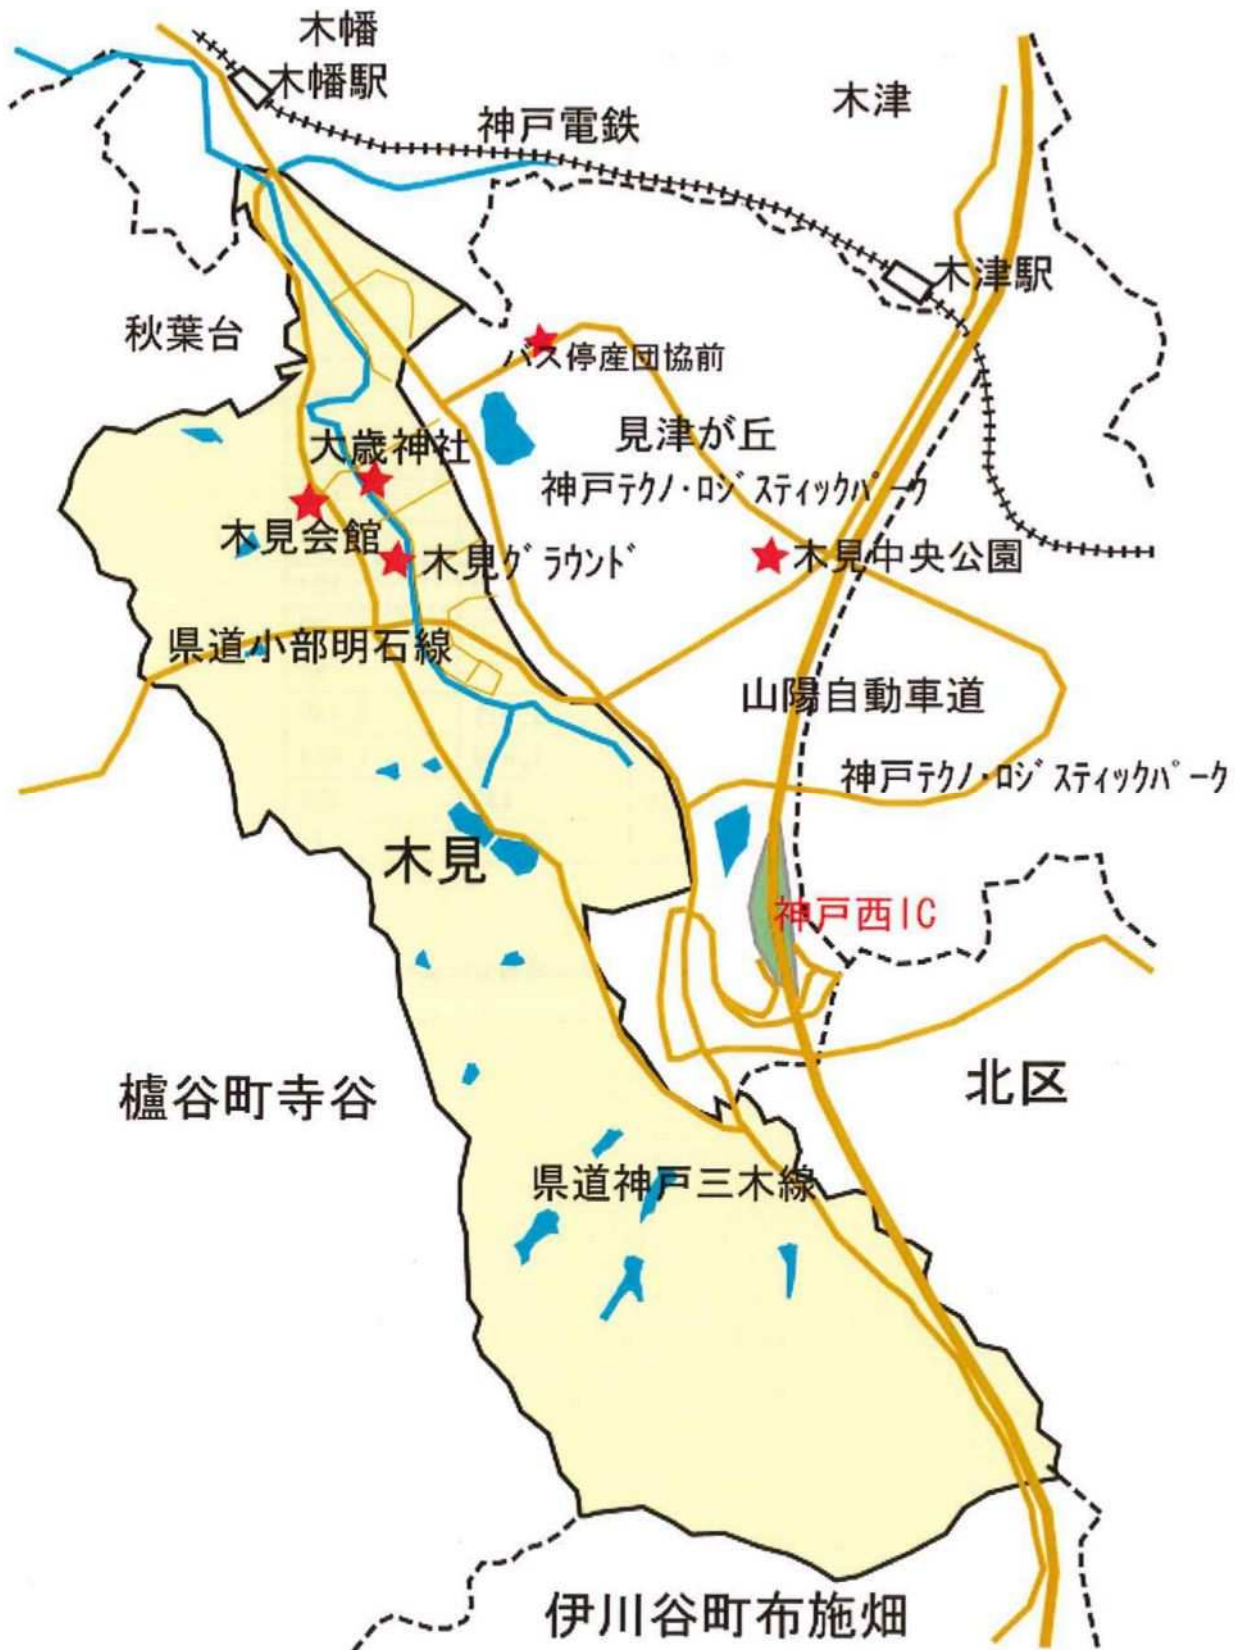 木幡
木幡駅
神戸電鉄
木津
木津駅
秋葉台
バス停産団協前
見津が丘
大歳神社
神戸テクノ・ロジスティックパーク
木見会館
木見グラウンド
木見中央公園
県道小部明石線
山陽自動車道
神戸テクノ・ロジスティックパーク
木見
神戸西IC
北区
櫨谷町寺谷
県道神戸三木線
伊川谷町布施畑